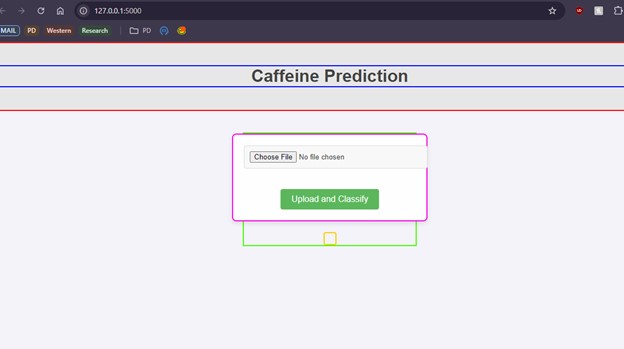 127.0.0.1:5000
MAIL PD Western Research PD
Caffeine Prediction
Choose File No file chosen
Upload and Classify